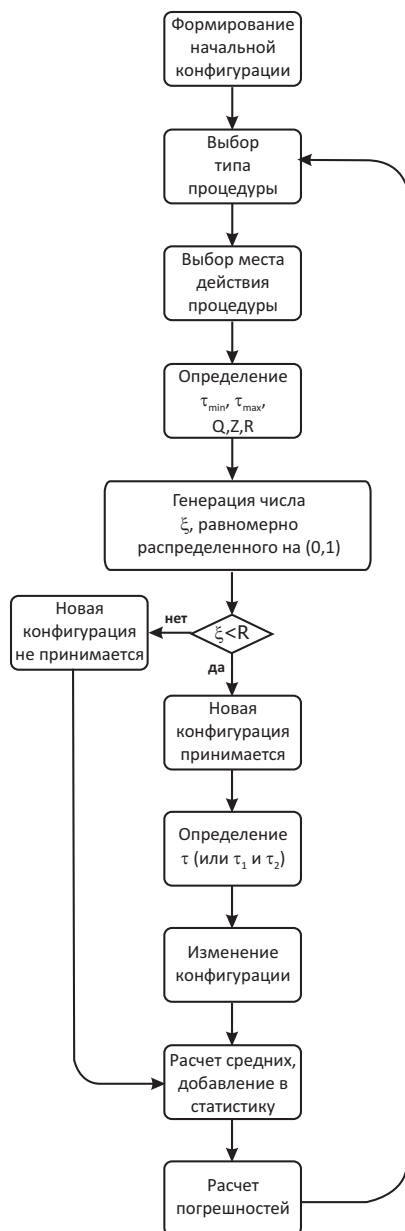 Формирование
начальной
конфигурации
Выбор
типа
процедуры
Выбор места
действия
процедуры
Определение
τmin, τmax,
Q,Z,R
Генерация числа
ξ, равномерно
распределенного на (0,1)
Новая
конфигурация
не принимается
нет
ξ<R
да
Новая
конфигурация
принимается
Определение
τ (или τ1 и τ2)
Изменение
конфигурации
Расчет средних,
добавление в
статистику
Расчет
погрешностей